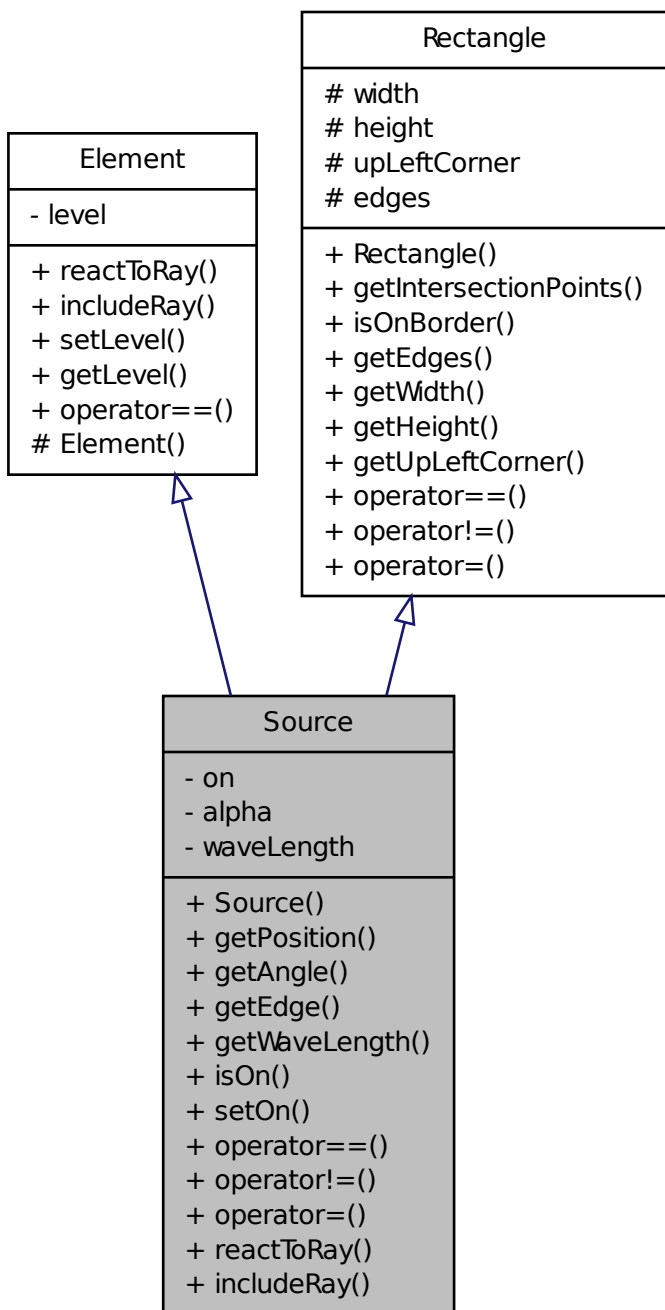 Rectangle
# width
# height
# upLeftCorner
# edges
+ Rectangle()
+ getIntersectionPoints()
+ isOnBorder()
+ getEdges()
+ getWidth()
+ getHeight()
+ getUpLeftCorner()
+ operator==()
+ operator!=()
+ operator=()
Element
- level
+ reactToRay()
+ includeRay()
+ setLevel()
+ getLevel()
+ operator==()
# Element()
Source
- on
- alpha
- waveLength
+ Source()
+ getPosition()
+ getAngle()
+ getEdge()
+ getWaveLength()
+ isOn()
+ setOn()
+ operator==()
+ operator!=()
+ operator=()
+ reactToRay()
+ includeRay()